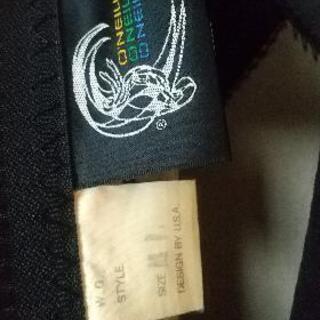 O'NEILL
O'NEILL
O'NEILL
®
W. O.
STYLE
SIZE
DESIGN BY U.S.A.